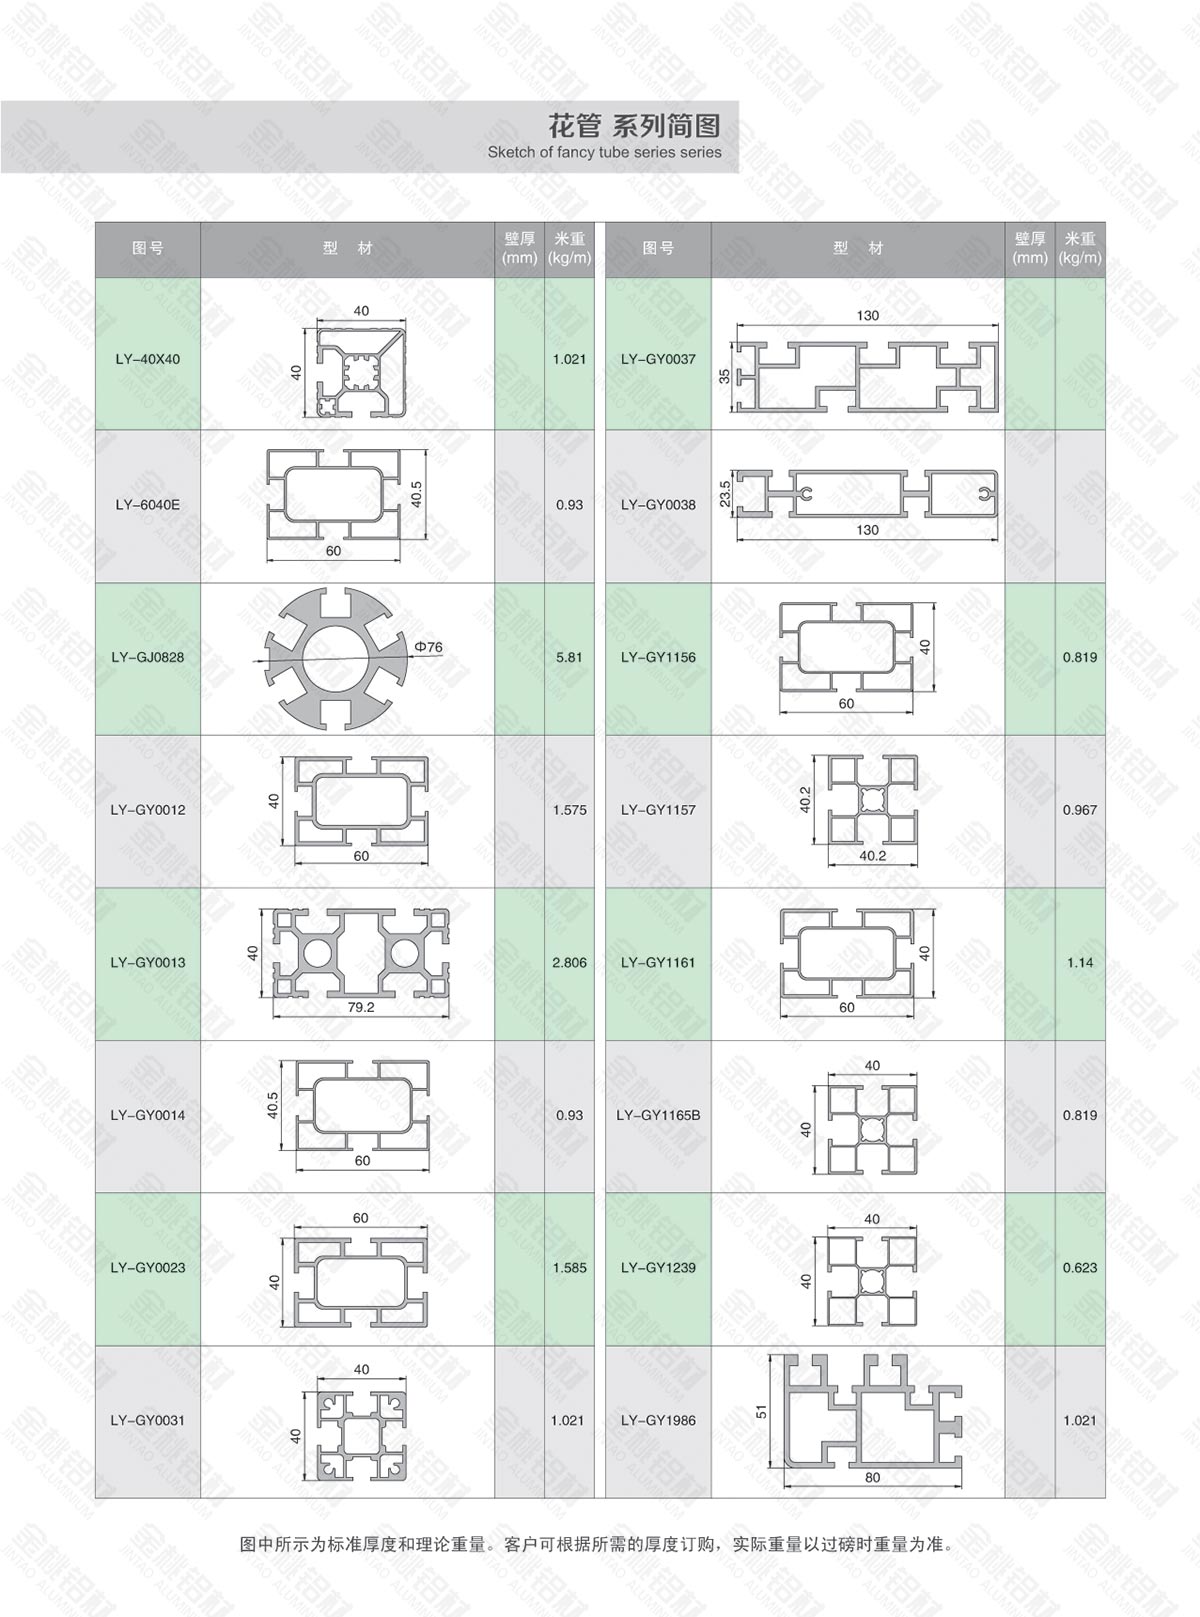 花管 系列简图
Sketch of fancy tube series series
图号 型 材 壁厚(mm) 米重(kg/m) 图号 型 材 壁厚(mm) 米重(kg/m)
LY-40X40 40 40 1.021
LY-GY0037 130 35
LY-6040E 40.5 60 0.93
LY-GY0038 23.5 130
LY-GJ0828 Φ76 5.81
LY-GY1156 40 60 0.819
LY-GY0012 40 60 1.575
LY-GY1157 40.2 40.2 0.967
LY-GY0013 40 79.2 2.806
LY-GY1161 40 60 1.14
LY-GY0014 40.5 60 0.93
LY-GY1165B 40 40 0.819
LY-GY0023 60 40 1.585
LY-GY1239 40 40 0.623
LY-GY0031 40 40 1.021
LY-GY1986 51 80 1.021
图中所示为标准厚度和理论重量。客户可根据所需的厚度订购，实际重量以过磅时重量为准。
金桃铝材
JINTAO ALUMINIUM